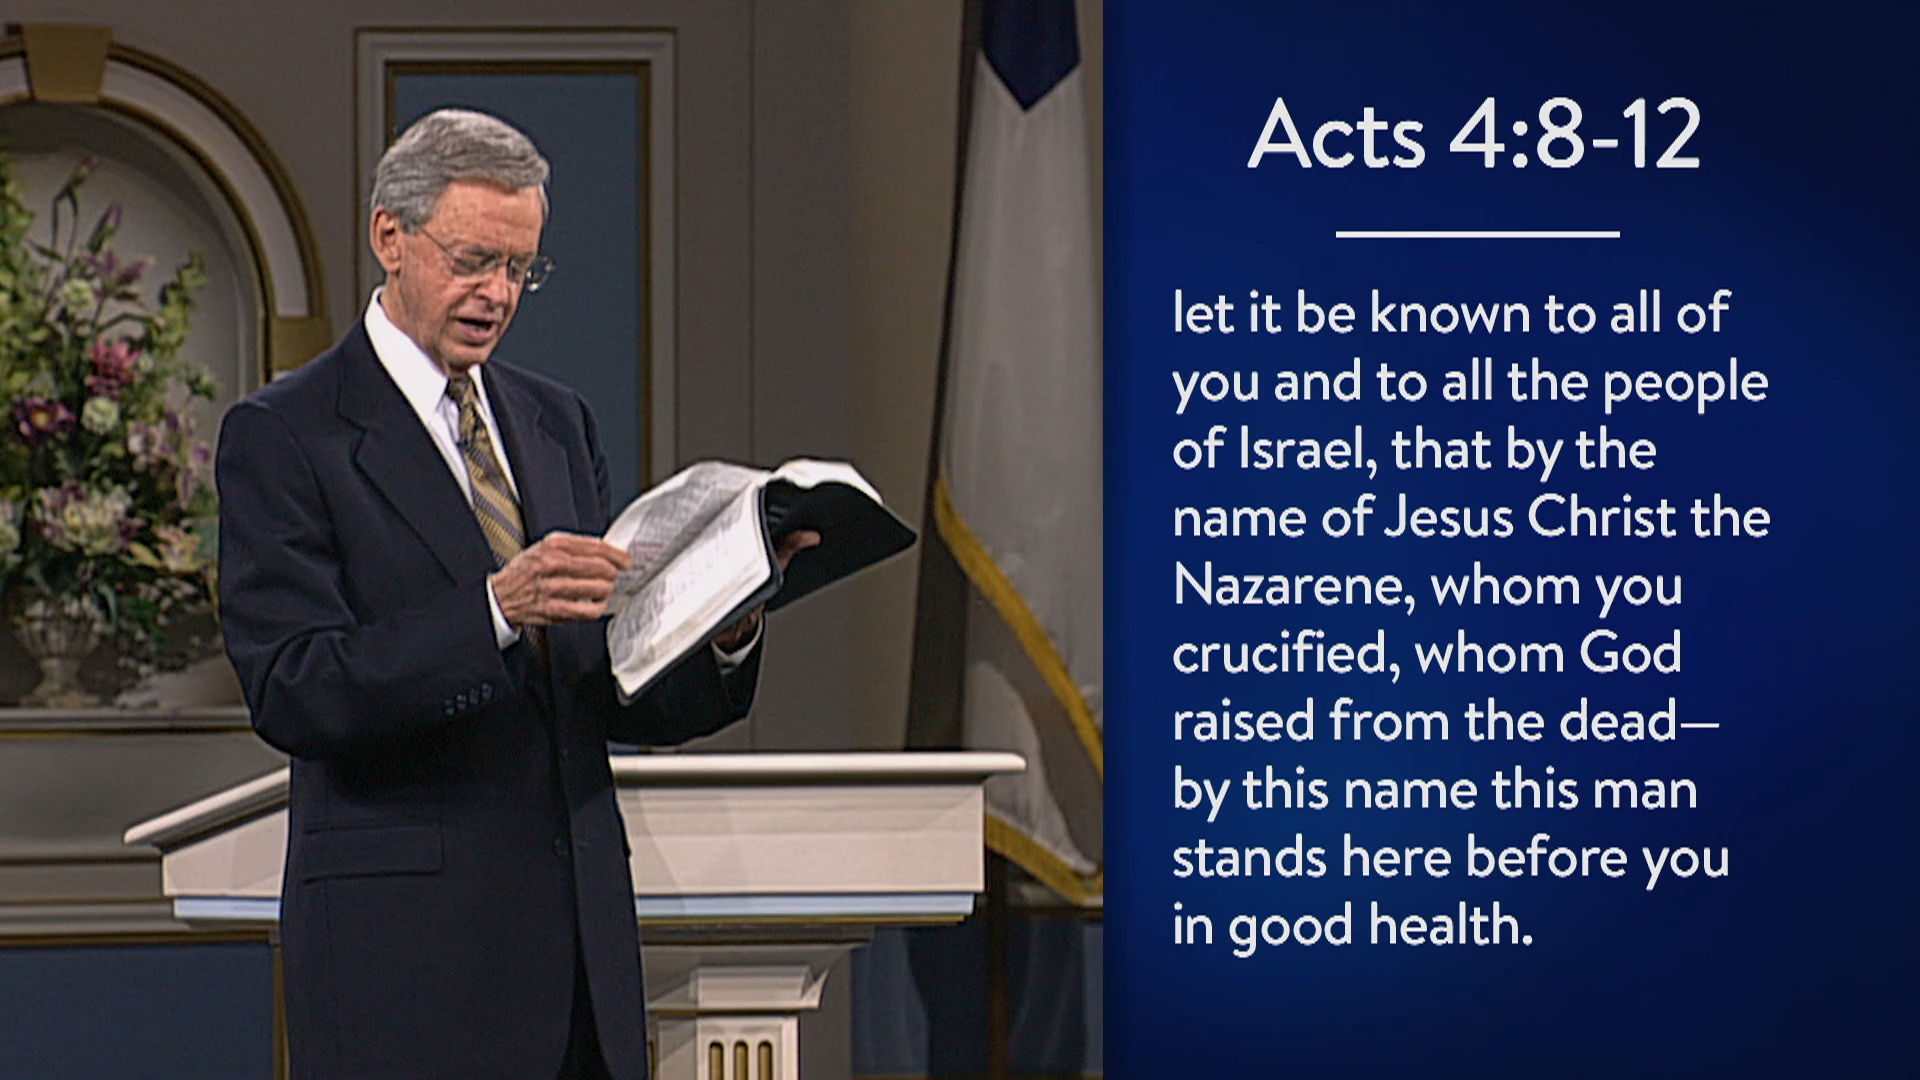 Acts 4:8-12
let it be known to all of
you and to all the people
of Israel, that by the
name of Jesus Christ the
Nazarene, whom you
crucified, whom God
raised from the dead—
by this name this man
stands here before you
in good health.